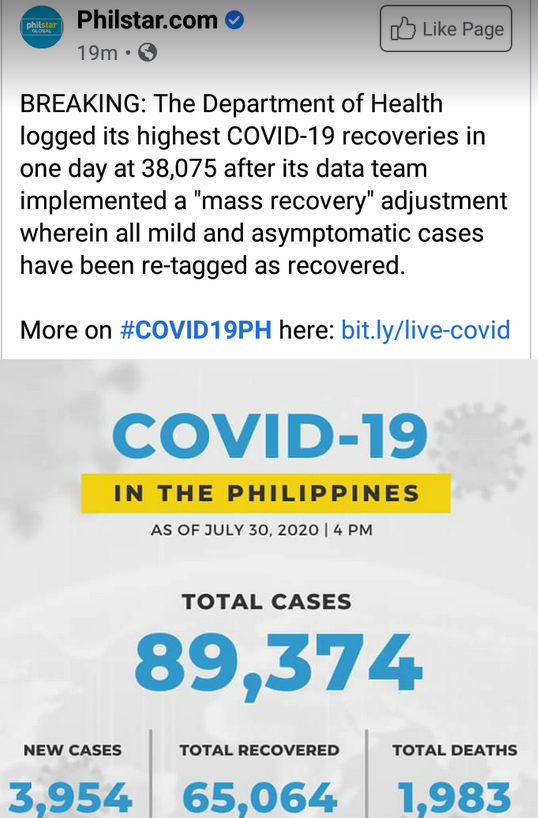 philstar
GLOBAL
Philstar.com
Like Page
19m •
BREAKING: The Department of Health
logged its highest COVID-19 recoveries in
one day at 38,075 after its data team
implemented a "mass recovery" adjustment
wherein all mild and asymptomatic cases
have been re-tagged as recovered.
More on #COVID19PH here: bit.ly/live-covid
COVID-19
IN THE PHILIPPINES
AS OF JULY 30, 2020 | 4 PM
TOTAL CASES
89,374
NEW CASES
3,954
TOTAL RECOVERED
65,064
TOTAL DEATHS
1,983